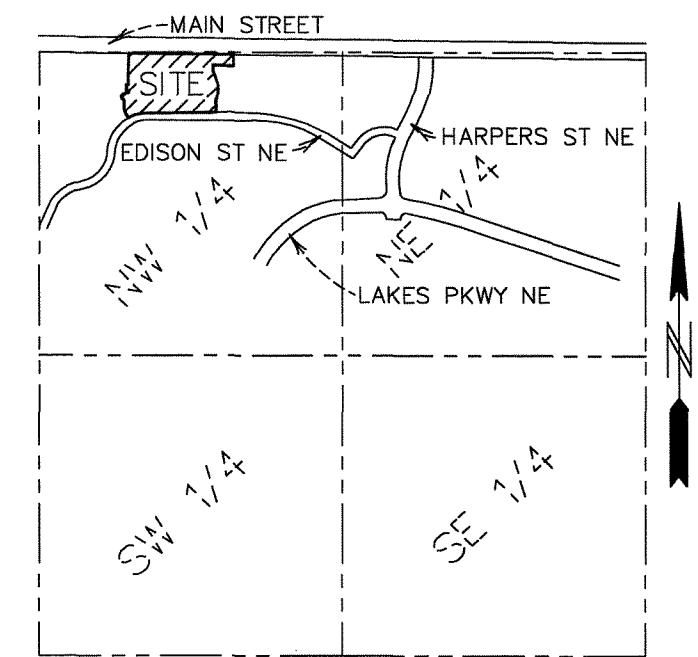 MAIN STREET
SITE
EDISON ST NE
HARPERS ST NE
NW 1/4
NE 1/4
LAKES PKWY NE
N
SW 1/4
SE 1/4